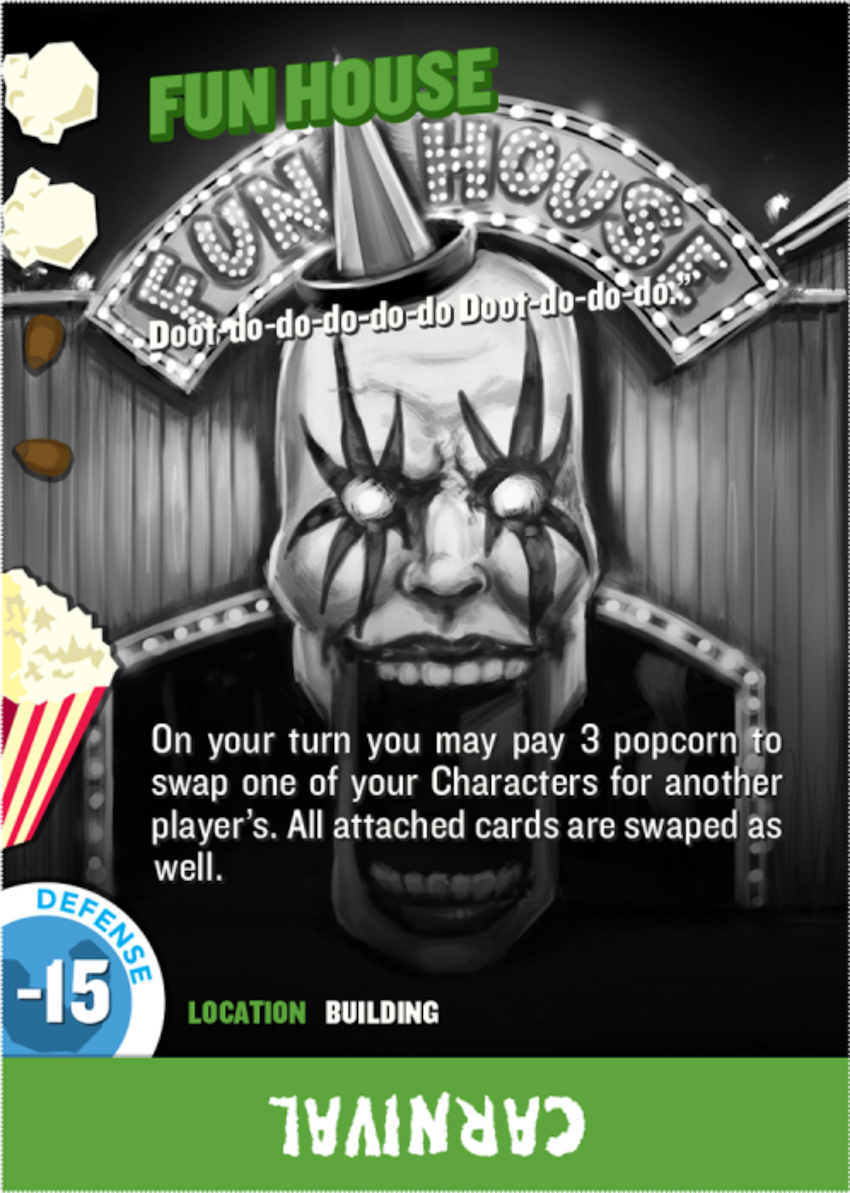 FUN HOUSE
FUN HOUSE
Doot-do-do-do-do-do Doot-do-do-do."
On your turn you may pay 3 popcorn to
swap one of your Characters for another
player's. All attached cards are swaped as
well.
DEFENSE
-15
LOCATION BUILDING
CARNIVAL